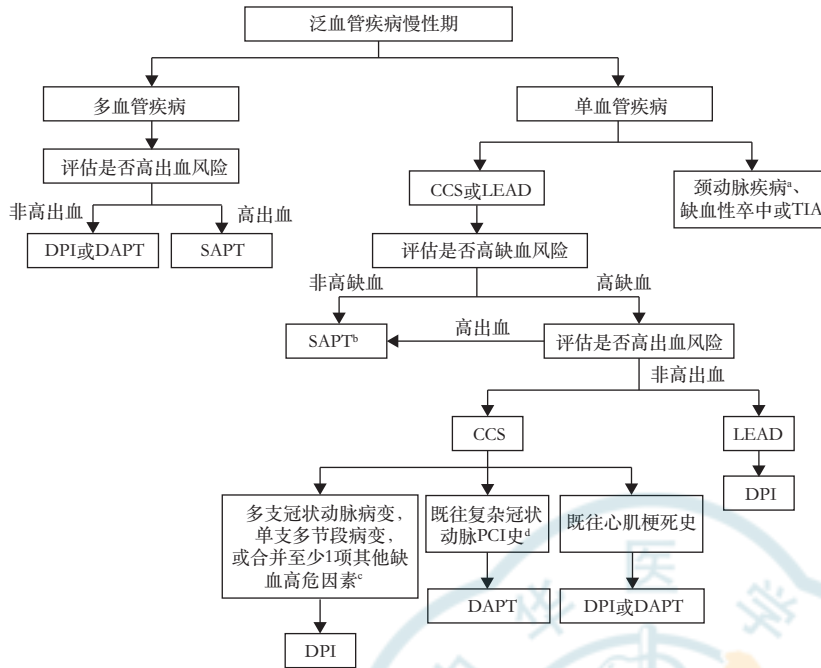 泛血管疾病慢性期
多血管疾病
单血管疾病
评估是否高出血风险
CCS或LEAD
颈动脉疾病ᵃ、
缺血性卒中或TIA
非高出血
高出血
DPI或DAPT
SAPT
评估是否高缺血风险
非高缺血
高缺血
SAPTᵇ
高出血
评估是否高出血风险
非高出血
CCS
LEAD
DPI
多支冠状动脉病变，
单支多节段病变，
或合并至少1项其他缺
血高危因素ᶜ
既往复杂冠状
动脉PCI史ᵈ
既往心肌梗死史
DAPT
DPI或DAPT
DPI
华医学